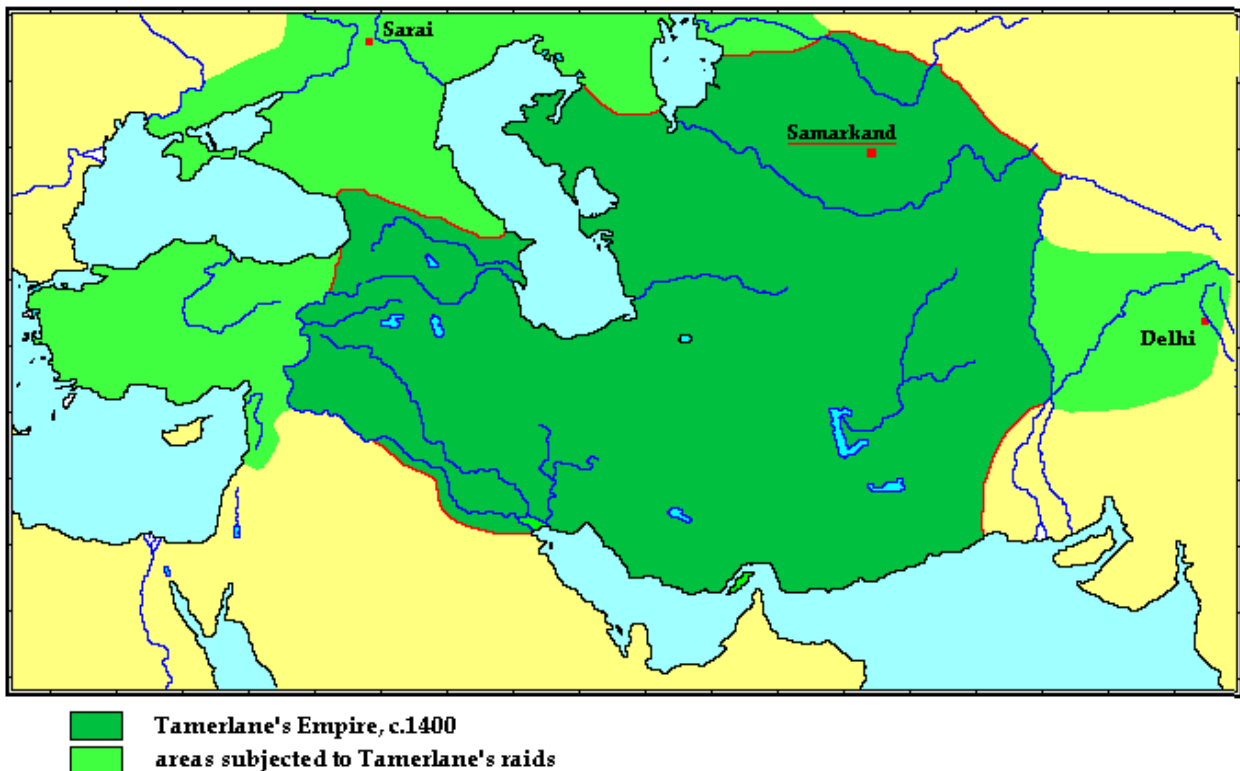 Sarai
Samarkand
Delhi
Tamerlane's Empire, c.1400
areas subjected to Tamerlane's raids